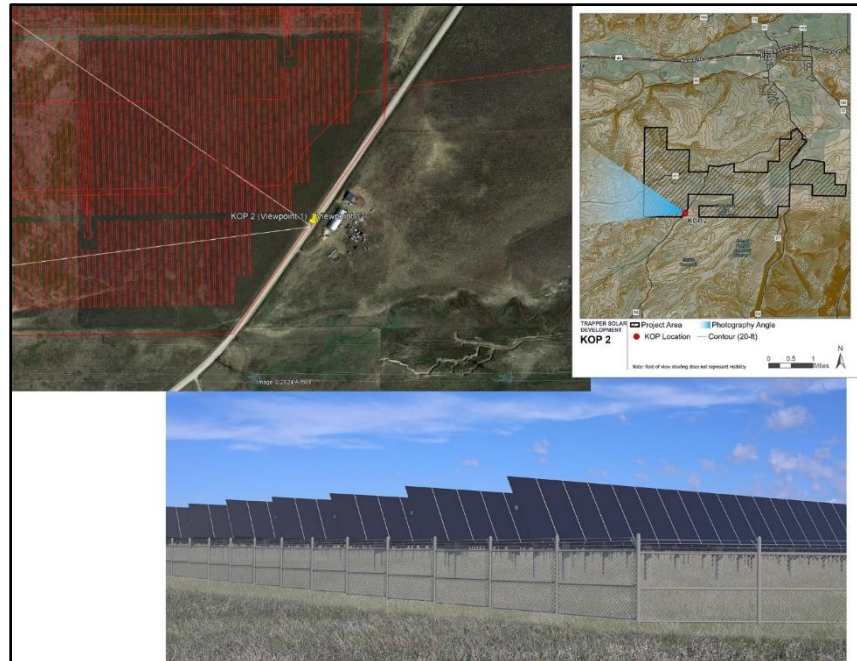 KOP 2 (Viewpoint-1)
Image © 2024 Airbus
KOP 2
TRAPPER SOLAR
DEVELOPMENT
KOP 2
Project Area
Photography Angle
KOP Location
Contour (20-ft)
Note: field of view shading does not represent visibility
0 0.5 1
Miles
N